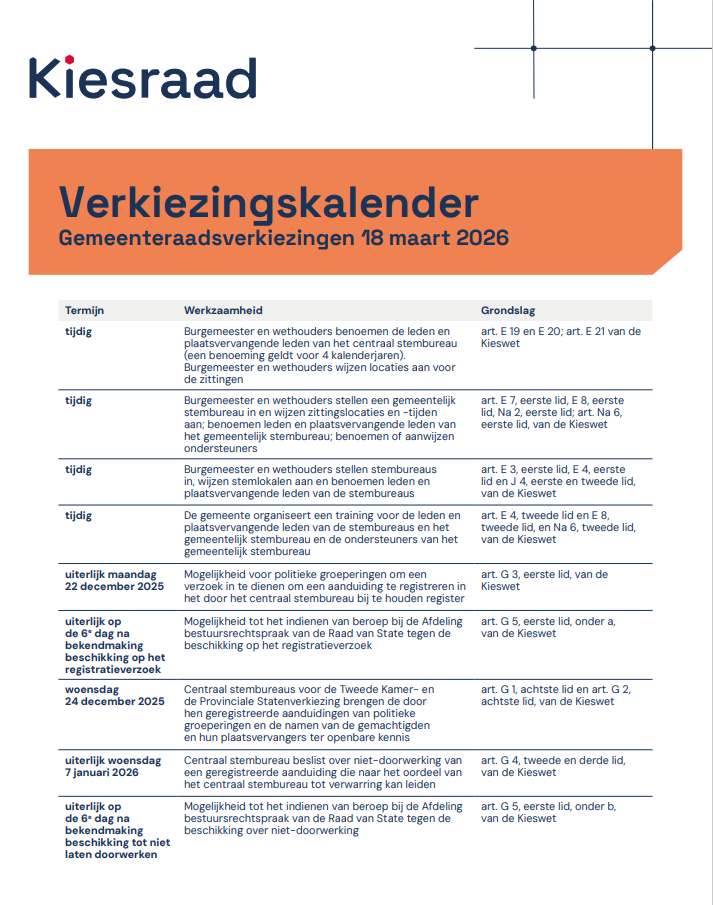 Kiesraad
Verkiezingskalender
Gemeenteraadsverkiezingen 18 maart 2026
Termijn Werkzaamheid Grondslag
tijdig Burgemeester en wethouders benoemen de leden en art. E 19 en E 20; art. E 21 van de
plaatsvervangende leden van het centraal stembureau Kieswet
(een benoeming geldt voor 4 kalenderjaren).
Burgemeester en wethouders wijzen locaties aan voor
de zittingen
tijdig Burgemeester en wethouders stellen een gemeentelijk art. E 7, eerste lid, E 8, eerste
stembureau in en wijzen zittingslocaties en -tijden lid, Na 2, eerste lid; art. Na 6,
aan; benoemen leden en plaatsvervangende leden van eerste lid, van de Kieswet
het gemeentelijk stembureau; benoemen of aanwijzen
ondersteuners
tijdig Burgemeester en wethouders stellen stembureaus art. E 3, eerste lid, E 4, eerste
in, wijzen stemlokalen aan en benoemen leden en lid en J 4, eerste en tweede lid,
plaatsvervangende leden van de stembureaus van de Kieswet
tijdig De gemeente organiseert een training voor de leden en art. E 4, tweede lid en E 8,
plaatsvervangende leden van de stembureaus en het tweede lid, en Na 6, tweede lid,
gemeentelijk stembureau en de ondersteuners van het van de Kieswet
gemeentelijk stembureau
uiterlijk maandag Mogelijkheid voor politieke groeperingen om een art. G 3, eerste lid, van de
22 december 2025 verzoek in te dienen om een aanduiding te registreren in Kieswet
het door het centraal stembureau bij te houden register
uiterlijk op Mogelijkheid tot het indienen van beroep bij de Afdeling art. G 5, eerste lid, onder a,
de 6ᵉ dag na bestuursrechtspraak van de Raad van State tegen de van de Kieswet
bekendmaking beschikking op het registratieverzoek
beschikking op het
registratieverzoek
woensdag Centraal stembureaus voor de Tweede Kamer- en art. G 1, achtste lid en art. G 2,
24 december 2025 de Provinciale Statenverkiezing brengen de door achtste lid, van de Kieswet
hen geregistreerde aanduidingen van politieke
groeperingen en de namen van de gemachtigden
en hun plaatsvervangers ter openbare kennis
uiterlijk woensdag Centraal stembureau beslist over niet-doorwerking van art. G 4, tweede en derde lid,
7 januari 2026 een geregistreerde aanduiding die naar het oordeel van van de Kieswet
het centraal stembureau tot verwarring kan leiden
uiterlijk op Mogelijkheid tot het indienen van beroep bij de Afdeling art. G 5, eerste lid, onder b,
de 6ᵉ dag na bestuursrechtspraak van de Raad van State tegen de van de Kieswet
bekendmaking beschikking over niet-doorwerking
beschikking tot niet
laten doorwerken